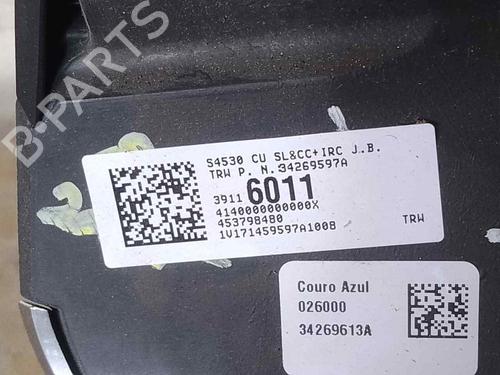 B-PARTS
S4530 CU SL&CC+IRC J.B.
TRW P. N.34269597A
3911 6011
4140000000000X
453798480
1V171459597A100B
TRW
Couro Azul
026000
34269613A